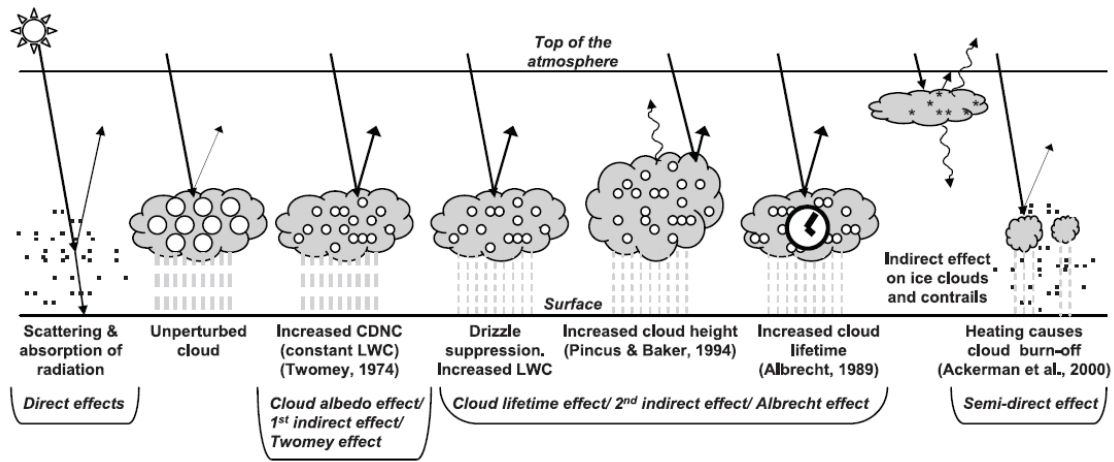 Top of the
atmosphere
Surface
Indirect effect
on ice clouds
and contrails
Scattering &
absorption of
radiation
Unperturbed
cloud
Increased CDNC
(constant LWC)
(Twomey, 1974)
Drizzle
suppression.
Increased LWC
Increased cloud height
(Pincus & Baker, 1994)
Increased cloud
lifetime
(Albrecht, 1989)
Heating causes
cloud burn-off
(Ackerman et al., 2000)
Direct effects
Cloud albedo effect/
1st indirect effect/
Twomey effect
Cloud lifetime effect/ 2nd indirect effect/ Albrecht effect
Semi-direct effect